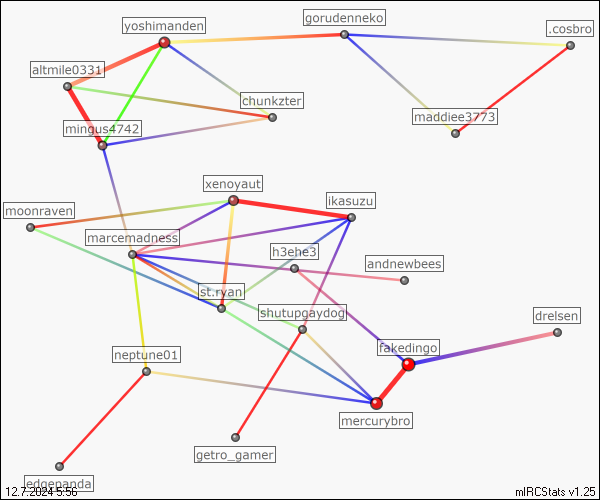 gorudenneko
yoshimanden
.cosbro
altmile0331
chunkzter
maddiee3773
mingus4742
xenoyaut
ikasuzu
moonraven
marcemadness
h3ehe3
andnewbees
st.ryan
shutupgaydog
drelsen
fakedingo
neptune01
mercurybro
getro_gamer
edgepanda
12.7.2024 5:56
mIRCStats v1.25